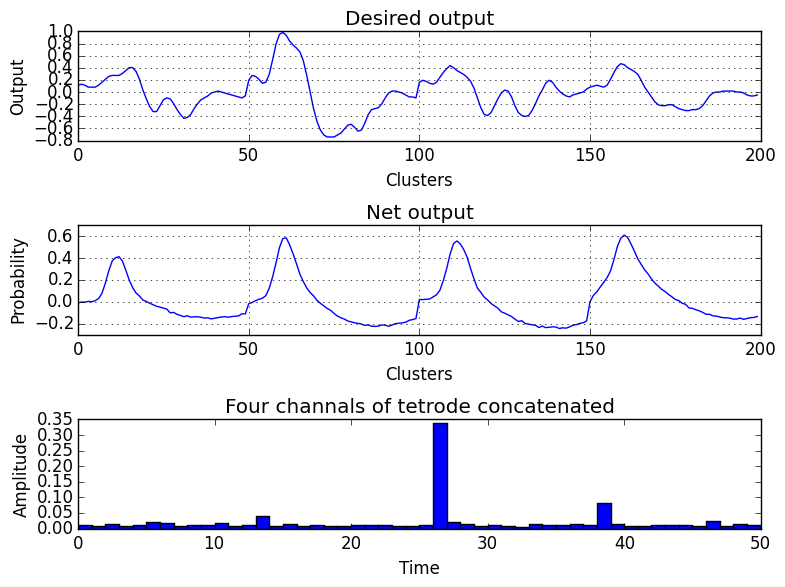 Desired output
Output
1.0
0.8
0.6
0.4
0.2
0.0
−0.2
−0.4
−0.6
−0.8
0 50 100 150 200
Clusters
Net output
Probability
0.6
0.4
0.2
0.0
−0.2
0 50 100 150 200
Clusters
Four channals of tetrode concatenated
Amplitude
0.35
0.30
0.25
0.20
0.15
0.10
0.05
0.00
0 10 20 30 40 50
Time